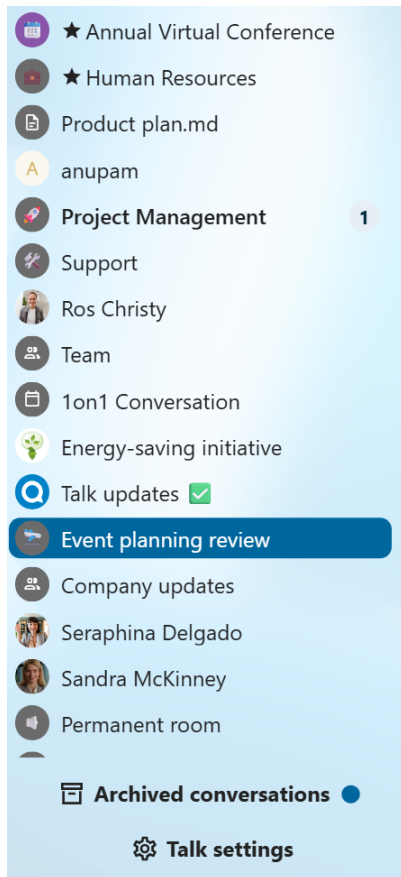 ★ Annual Virtual Conference
★ Human Resources
Product plan.md
A anupam
Project Management 1
Support
Ros Christy
Team
1on1 Conversation
Energy-saving initiative
Talk updates ✅
Event planning review
Company updates
Seraphina Delgado
Sandra McKinney
Permanent room
Archived conversations
Talk settings